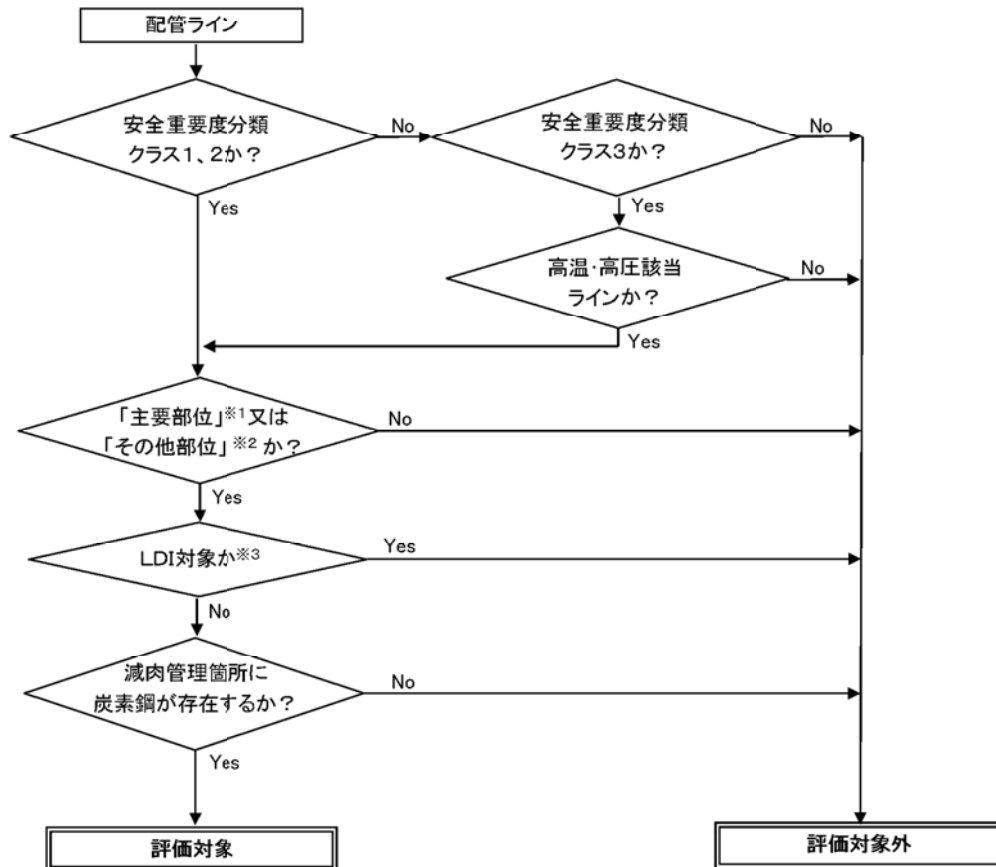 配管ライン
安全重要度分類
クラス1、2か？
No
安全重要度分類
クラス3か？
No
Yes
Yes
高温・高圧該当
ラインか？
No
Yes
「主要部位」※1又は
「その他部位」※2か？
No
Yes
LDI対象か※3
Yes
No
減肉管理箇所に
炭素鋼が存在するか？
No
Yes
評価対象
評価対象外